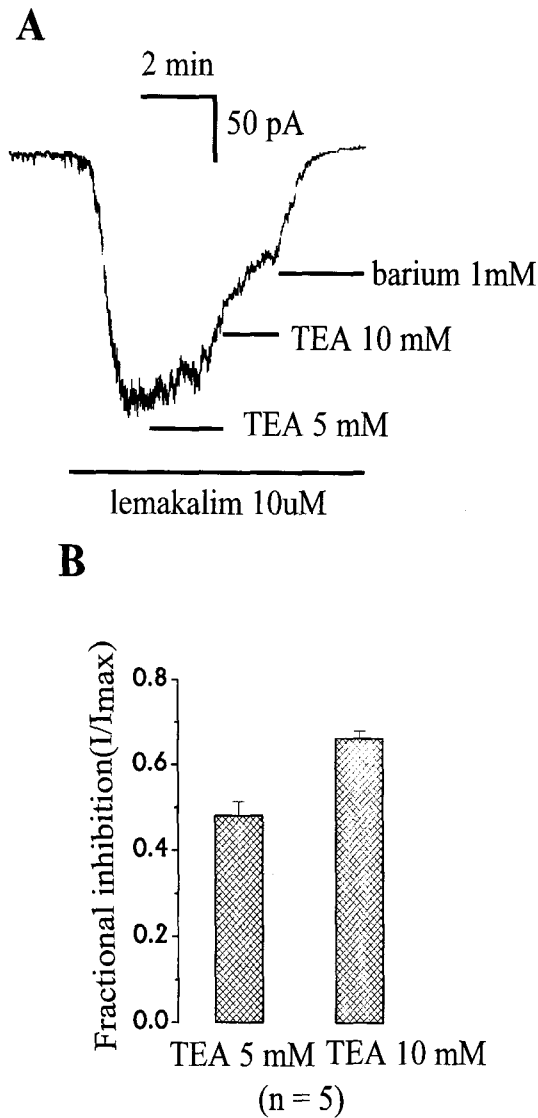 A
2 min
50 pA
barium 1mM
TEA 10 mM
TEA 5 mM
lemakalim 10uM
B
Fractional inhibition(I/Imax)
0.8
0.6
0.4
0.2
0.0
TEA 5 mM TEA 10 mM
(n = 5)